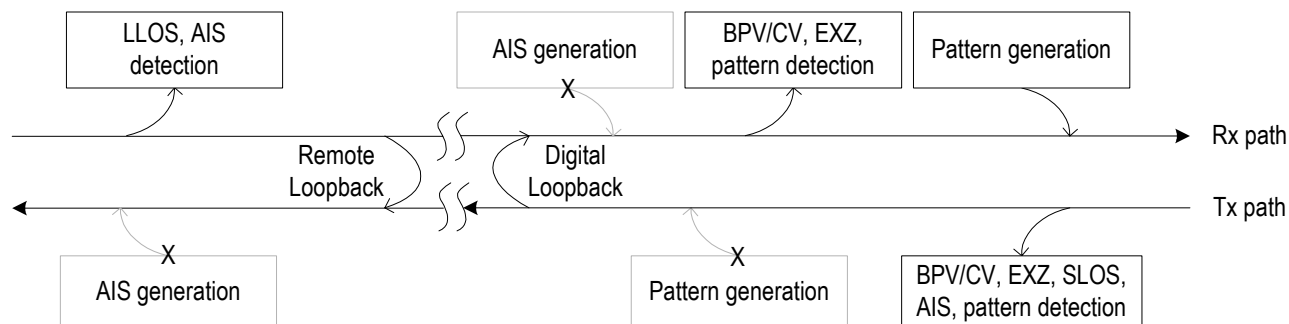 LLOS, AIS
detection
AIS generation
BPV/CV, EXZ,
pattern detection
Pattern generation
X
Rx path
Remote
Loopback
Digital
Loopback
Tx path
X
X
AIS generation
Pattern generation
BPV/CV, EXZ, SLOS,
AIS, pattern detection